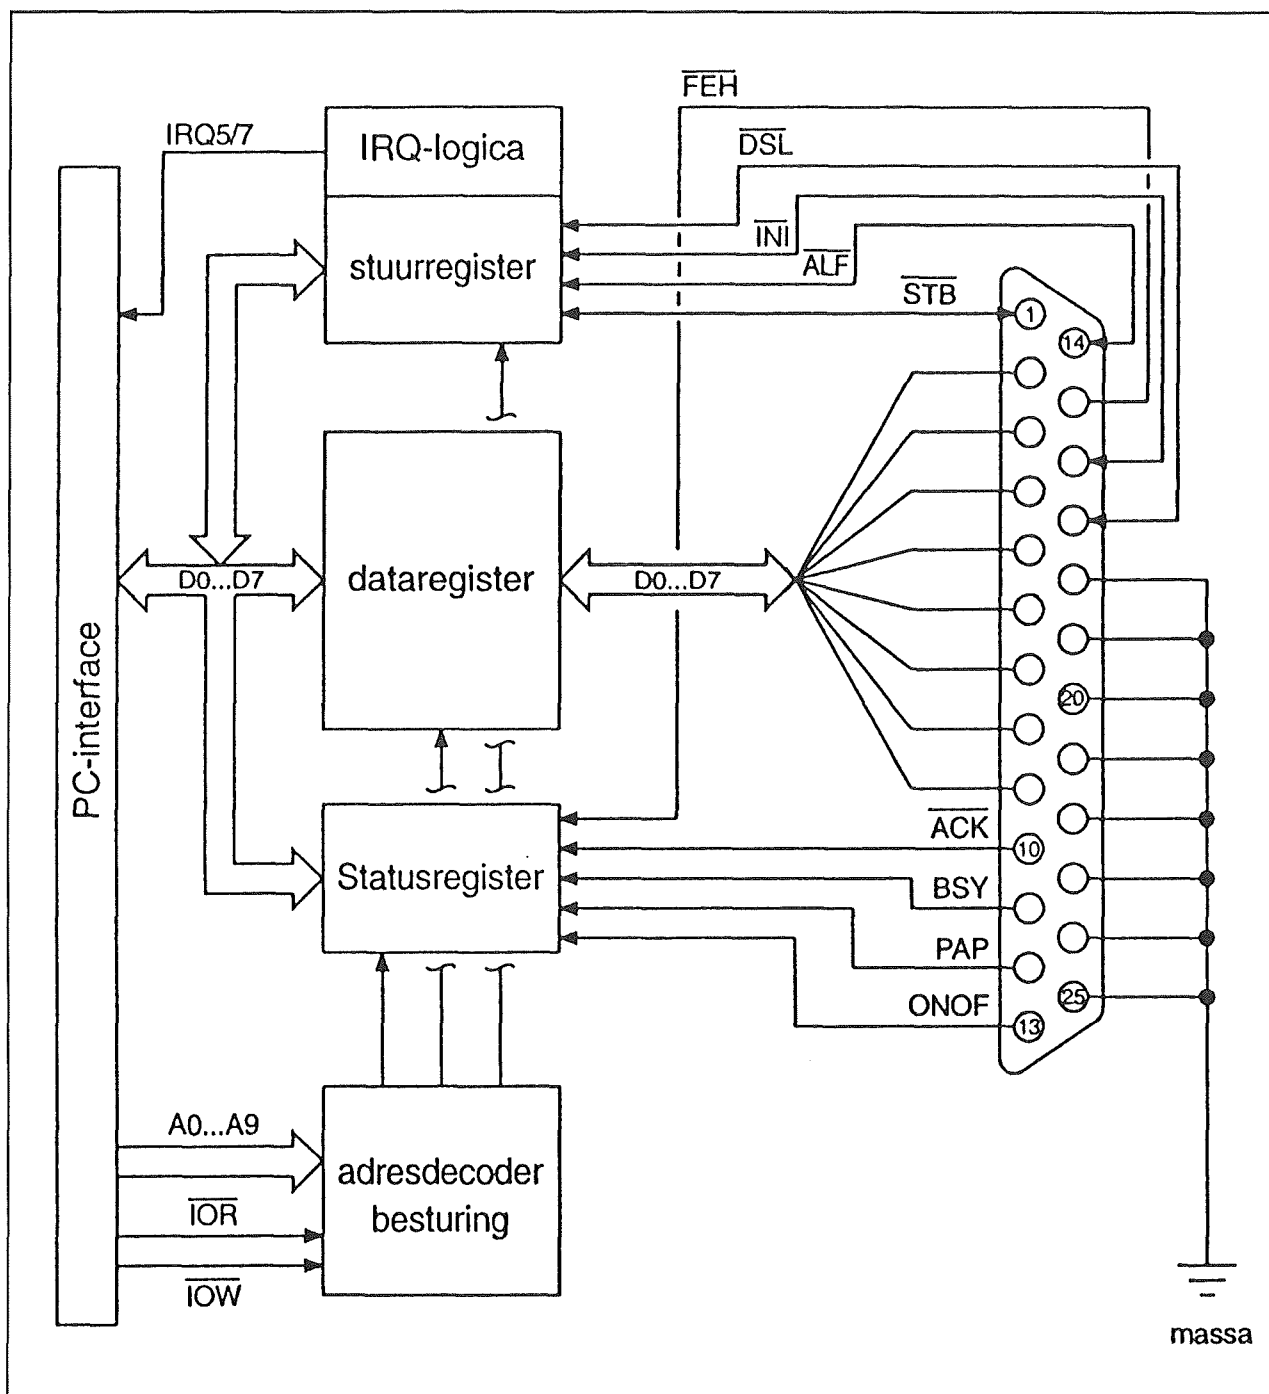 FEH
IRQ5/7
IRQ-logica
DSL
INI
stuurregister
ALF
STB
1
14
D0...D7
dataregister
D0...D7
PC-interface
20
ACK
10
Statusregister
BSY
PAP
ONOF
25
13
A0...A9
adresdecoder
besturing
IOR
IOW
massa